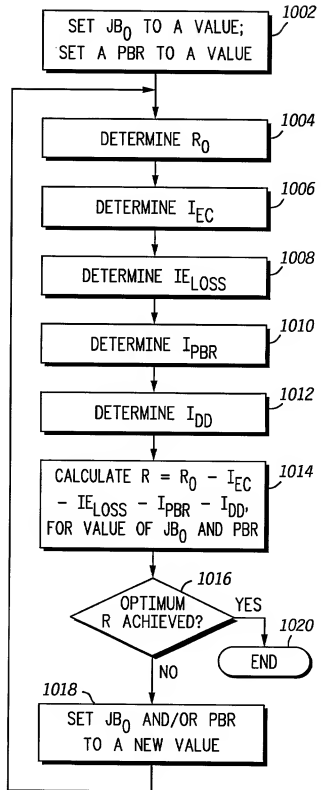 SET JB0 TO A VALUE;
SET A PBR TO A VALUE
1002
DETERMINE R0
1004
DETERMINE IEC
1006
DETERMINE IELOSS
1008
DETERMINE IPBR
1010
DETERMINE IDD
1012
CALCULATE R = R0 – IEC
– IELOSS – IPBR – IDD,
FOR VALUE OF JB0 AND PBR
1014
OPTIMUM
R ACHIEVED?
1016
YES
1020
END
NO
1018
SET JB0 AND/OR PBR
TO A NEW VALUE